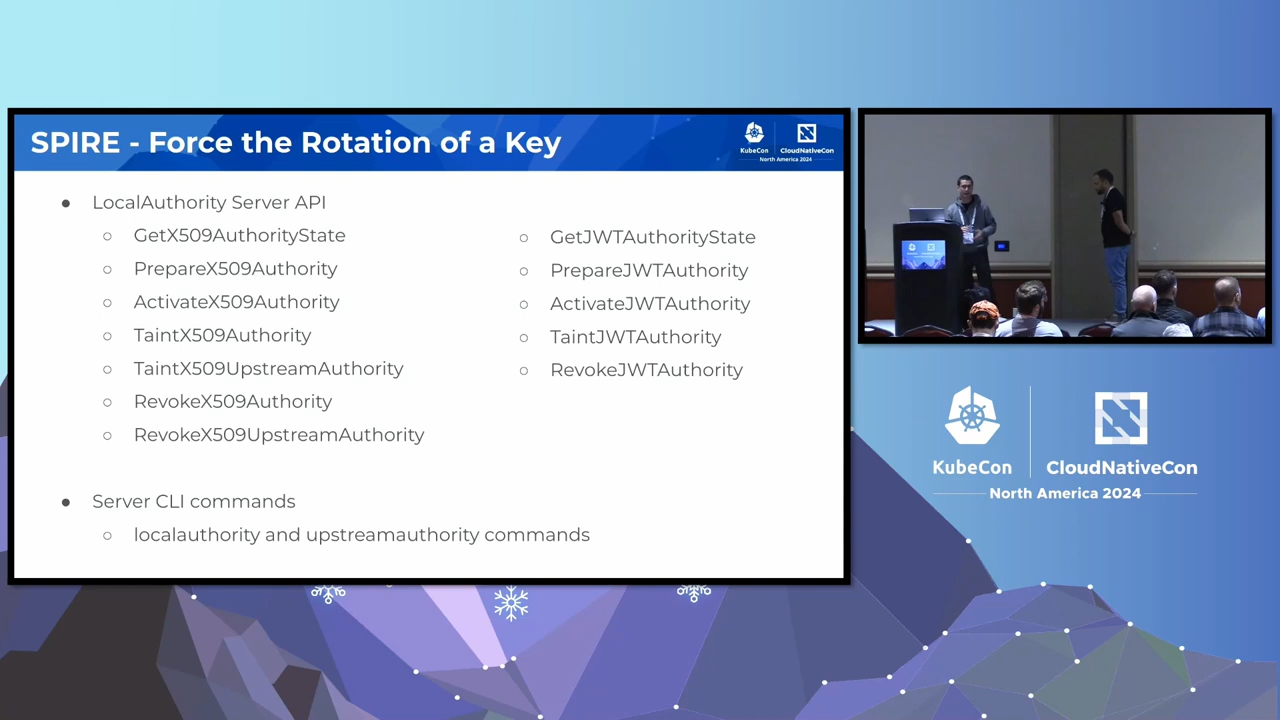 SPIRE - Force the Rotation of a Key
KubeCon
CloudNativeCon
North America 2024
LocalAuthority Server API
GetX509AuthorityState
PrepareX509Authority
ActivateX509Authority
TaintX509Authority
TaintX509UpstreamAuthority
RevokeX509Authority
RevokeX509UpstreamAuthority
GetJWTAuthorityState
PrepareJWTAuthority
ActivateJWTAuthority
TaintJWTAuthority
RevokeJWTAuthority
Server CLI commands
localauthority and upstreamauthority commands
KubeCon
CloudNativeCon
North America 2024